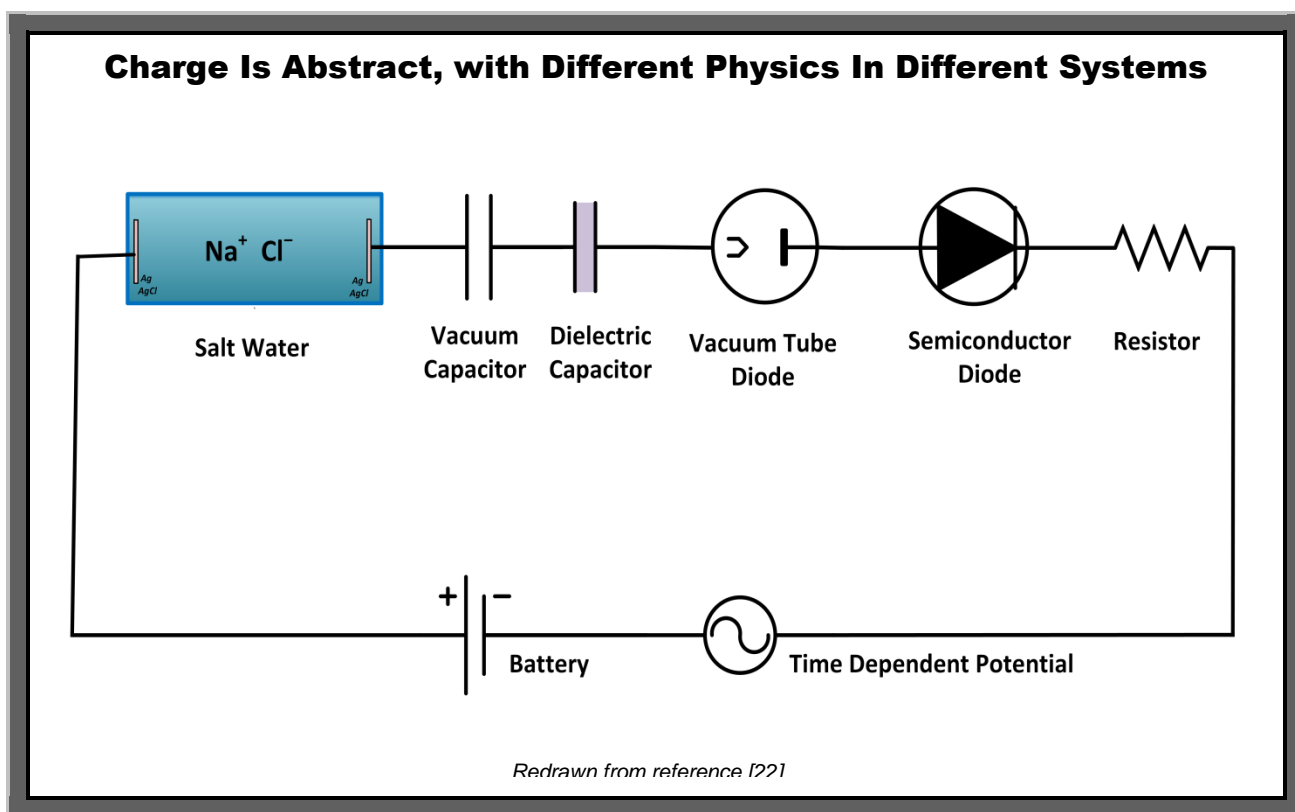 Charge Is Abstract, with Different Physics In Different Systems
Na⁺ Cl⁻
Ag
AgCl
Ag
AgCl
Salt Water
Vacuum
Capacitor
Dielectric
Capacitor
Vacuum Tube
Diode
Semiconductor
Diode
Resistor
+ −
Battery
Time Dependent Potential
Redrawn from reference [22]